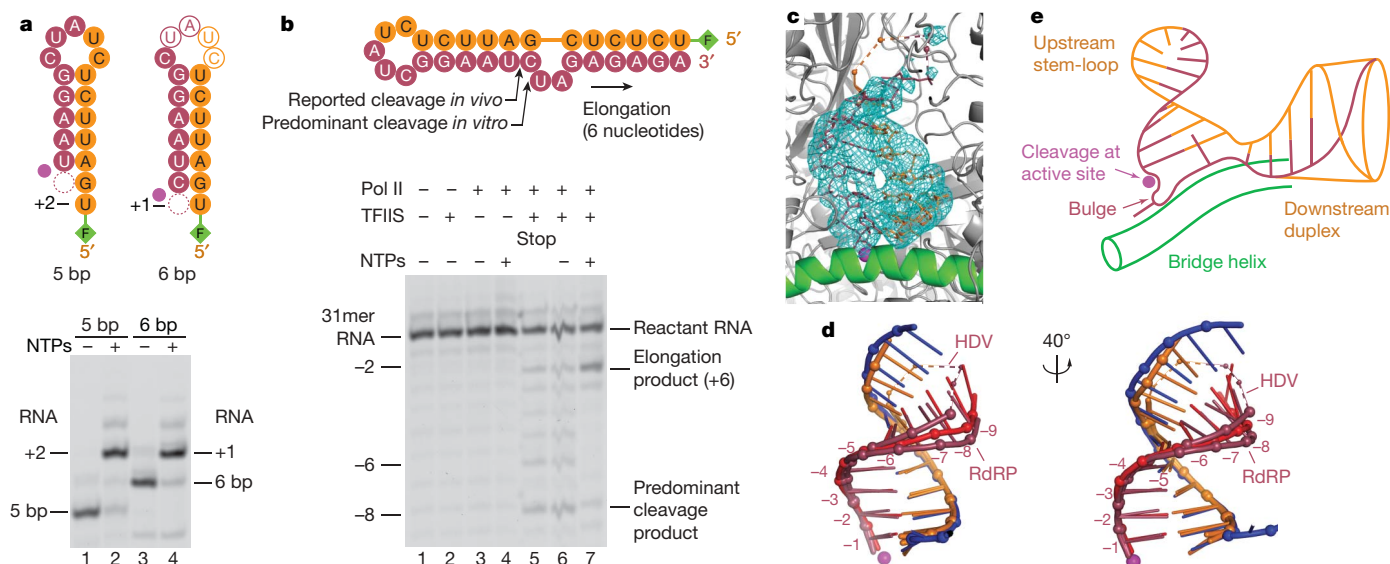 a
A
U U
C C
G U
G C
A U
A U
U A
G
+2 U
F
5′
5 bp
A
U U
C C
G U
G C
A U
A U
U A
C G
+1 U
F
5′
6 bp
5 bp 6 bp
NTPs – + – +
RNA RNA
+2 +1
6 bp
5 bp
1 2 3 4
b
U C U C U U A G C U C U C U F 5′
A U C G G A A U C G A G A G A 3′
U A
Reported cleavage in vivo
Predominant cleavage in vitro
Elongation
(6 nucleotides)
Pol II – – + + + + +
TFIIS – + – – + + +
Stop
NTPs – – – + – +
31mer
RNA
–2
–6
–8
Reactant RNA
Elongation
product (+6)
Predominant
cleavage
product
1 2 3 4 5 6 7
c
d
HDV
–9
–8
–7
–6
–5
–4
–3
–2
–1
RdRP
40°
HDV
–9
–8
–7
–6
–5
–4
–3
–2
–1
RdRP
e
Upstream
stem-loop
Cleavage at
active site
Bulge
Downstream
duplex
Bridge helix